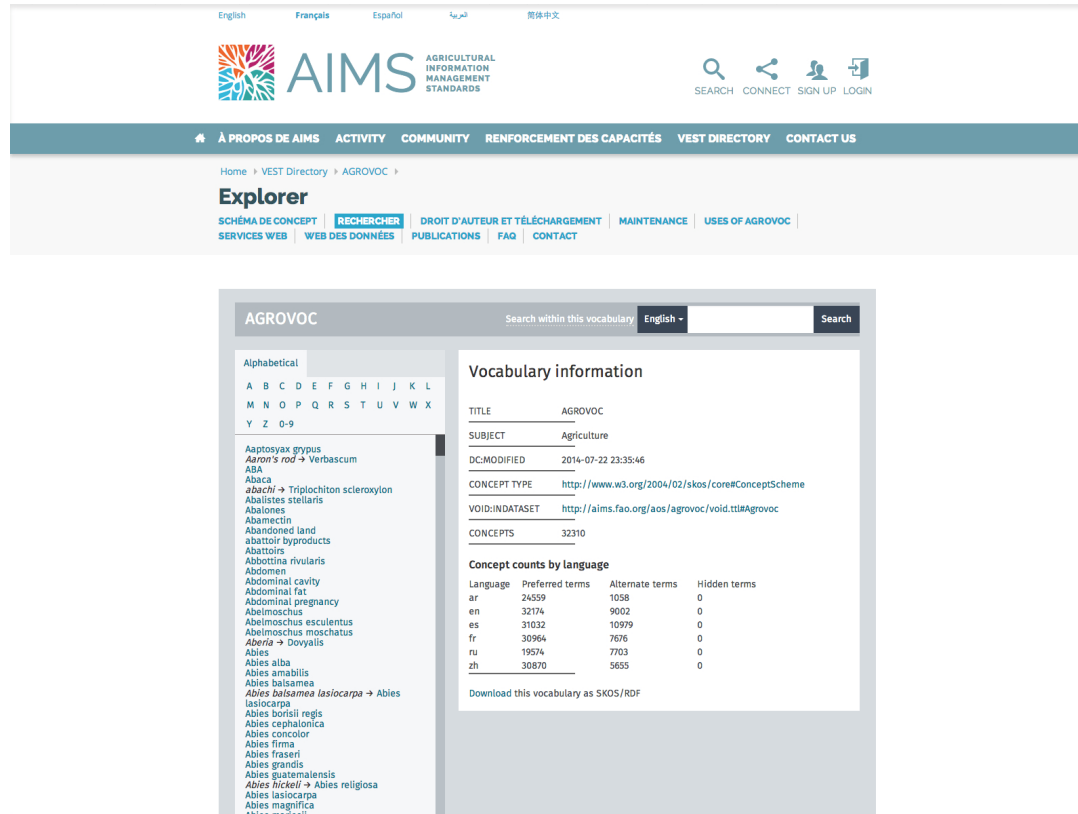 English Français Español العربية 简体中文
AIMS
AGRICULTURAL
INFORMATION
MANAGEMENT
STANDARDS
SEARCH CONNECT SIGN UP LOGIN
À PROPOS DE AIMS ACTIVITY COMMUNITY RENFORCEMENT DES CAPACITÉS VEST DIRECTORY CONTACT US
Home VEST Directory AGROVOC
Explorer
SCHÉMA DE CONCEPT RECHERCHER DROIT D'AUTEUR ET TÉLÉCHARGEMENT MAINTENANCE USES OF AGROVOC
SERVICES WEB WEB DES DONNÉES PUBLICATIONS FAQ CONTACT
AGROVOC Search within this vocabulary English Search
Alphabetical
A B C D E F G H I J K L
M N O P Q R S T U V W X
Y Z 0-9
Aaptosyax grypus
Aaron's rod → Verbascum
ABA
Abaca
abachi → Triplochiton scleroxylon
Abalistes stellaris
Abalones
Abamectin
Abandoned land
abattoir byproducts
Abattoirs
Abbottina rivularis
Abdomen
Abdominal cavity
Abdominal fat
Abdominal pregnancy
Abelmoschus
Abelmoschus esculentus
Abelmoschus moschatus
Aberia → Dovyalis
Abies
Abies alba
Abies amabilis
Abies balsamea
Abies balsamea lasiocarpa → Abies
lasiocarpa
Abies borisii regis
Abies cephalonica
Abies concolor
Abies firma
Abies fraseri
Abies grandis
Abies guatemalensis
Abies hickeli → Abies religiosa
Abies lasiocarpa
Abies magnifica
Vocabulary information
TITLE AGROVOC
SUBJECT Agriculture
DC:MODIFIED 2014-07-22 23:35:46
CONCEPT TYPE http://www.w3.org/2004/02/skos/core#ConceptScheme
VOID:INDATASET http://aims.fao.org/aos/agrovoc/void.ttl#Agrovoc
CONCEPTS 32310
Concept counts by language
Language Preferred terms Alternate terms Hidden terms
ar 24559 1058 0
en 32174 9002 0
es 31032 10979 0
fr 30964 7676 0
ru 19574 7703 0
zh 30870 5655 0
Download this vocabulary as SKOS/RDF